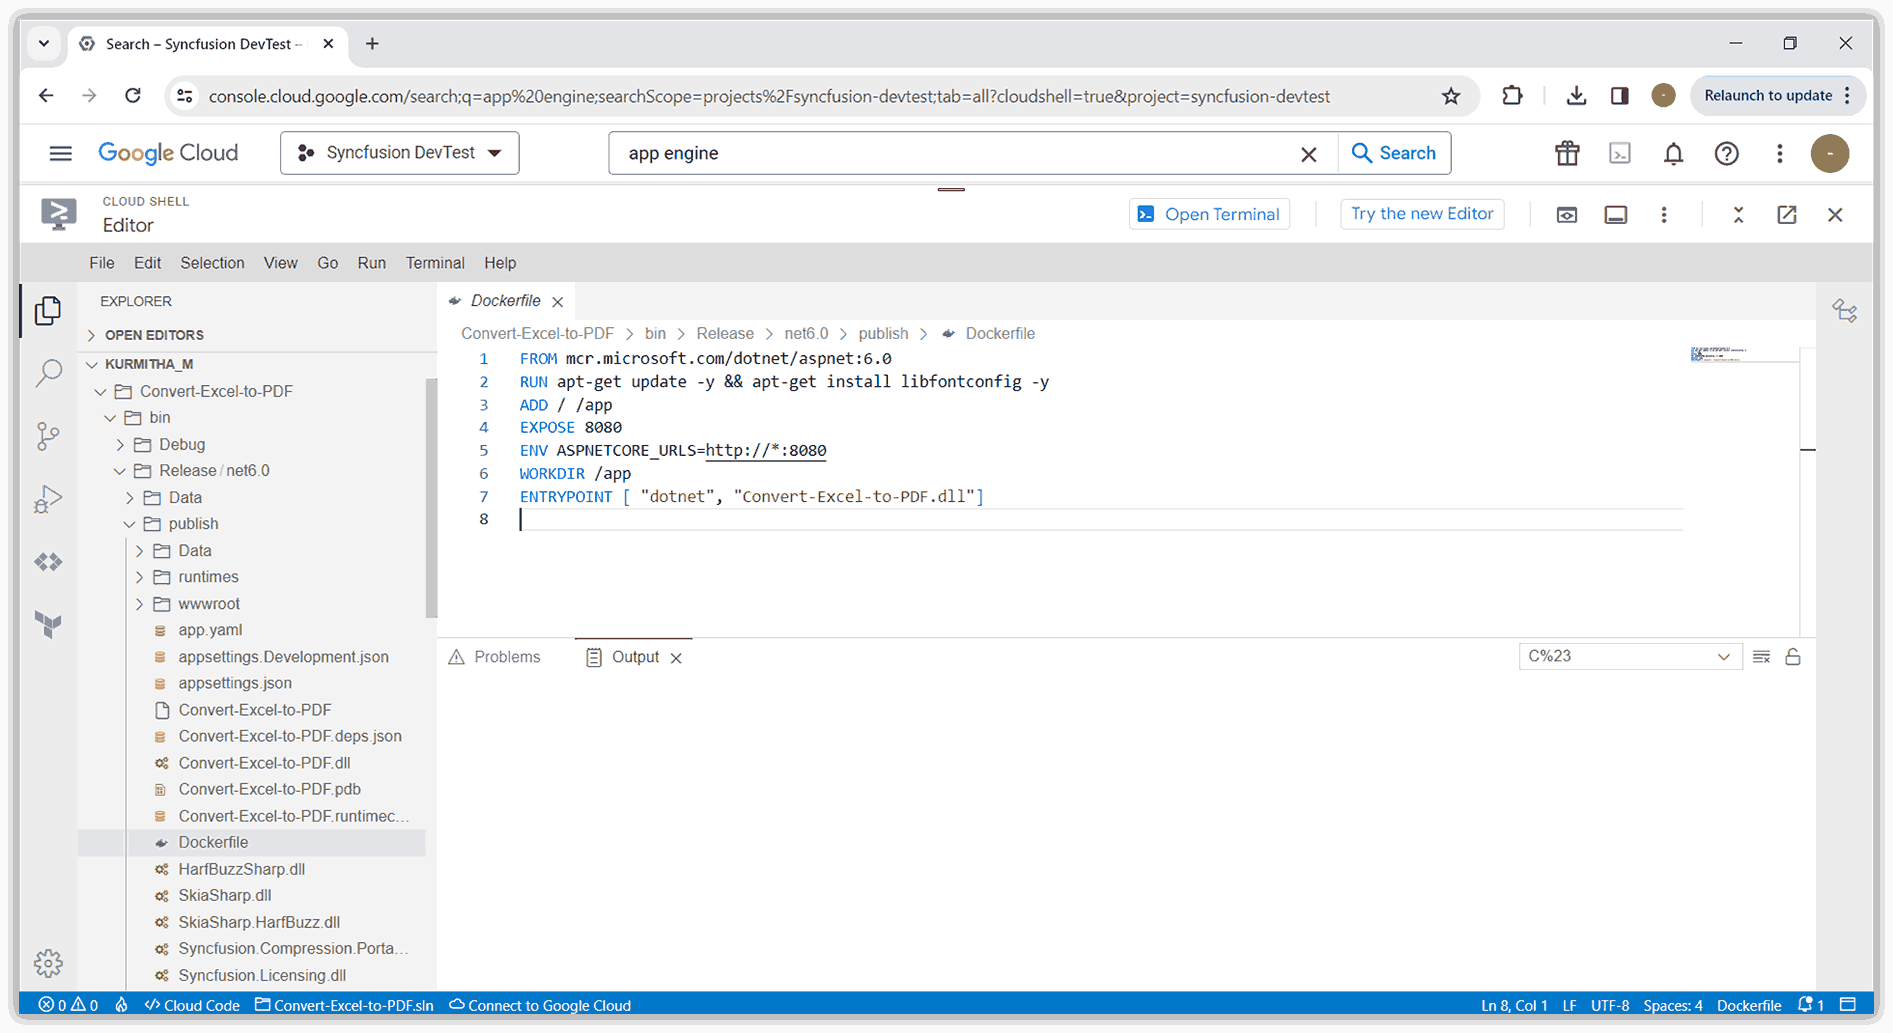 Search – Syncfusion DevTest –
console.cloud.google.com/search;q=app%20engine;searchScope=projects%2Fsyncfusion-devtest;tab=all?cloudshell=true&project=syncfusion-devtest
Relaunch to update
Google Cloud
Syncfusion DevTest
app engine
Search
CLOUD SHELL
Editor
Open Terminal
Try the new Editor
File Edit Selection View Go Run Terminal Help
EXPLORER
OPEN EDITORS
KURMITHA_M
Convert-Excel-to-PDF
bin
Debug
Release / net6.0
Data
publish
Data
runtimes
wwwroot
app.yaml
appsettings.Development.json
appsettings.json
Convert-Excel-to-PDF
Convert-Excel-to-PDF.deps.json
Convert-Excel-to-PDF.dll
Convert-Excel-to-PDF.pdb
Convert-Excel-to-PDF.runtimec...
Dockerfile
HarfBuzzSharp.dll
SkiaSharp.dll
SkiaSharp.HarfBuzz.dll
Syncfusion.Compression.Porta...
Syncfusion.Licensing.dll
Dockerfile
Convert-Excel-to-PDF > bin > Release > net6.0 > publish > Dockerfile
1 FROM mcr.microsoft.com/dotnet/aspnet:6.0
2 RUN apt-get update -y && apt-get install libfontconfig -y
3 ADD / /app
4 EXPOSE 8080
5 ENV ASPNETCORE_URLS=http://*:8080
6 WORKDIR /app
7 ENTRYPOINT [ "dotnet", "Convert-Excel-to-PDF.dll"]
8
Problems
Output
C%23
0 0 Cloud Code Convert-Excel-to-PDF.sln Connect to Google Cloud
Ln 8, Col 1 LF UTF-8 Spaces: 4 Dockerfile 1